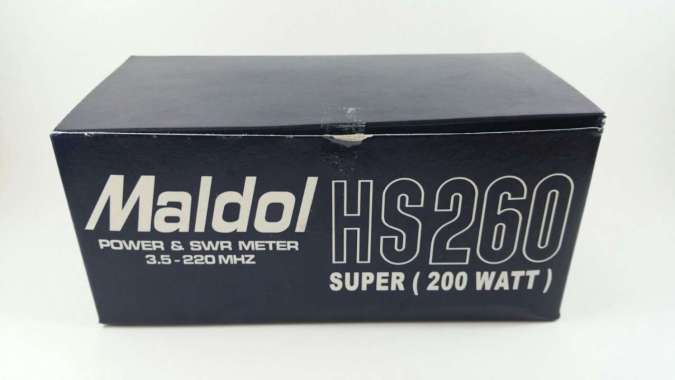 Maldol
POWER & SWR METER
3.5-220 MHZ
HS260
SUPER ( 200 WATT )